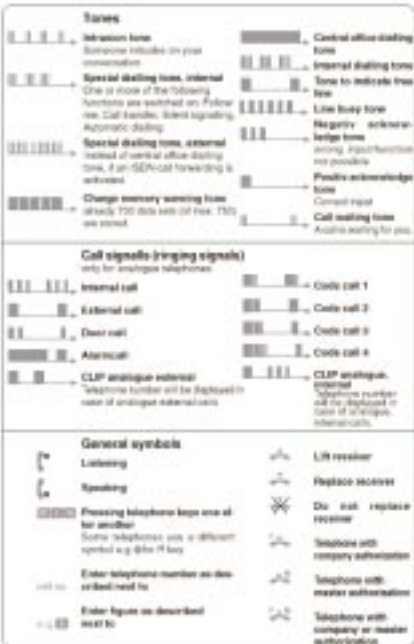 Tones
Intrusion tone
Someone intrudes on your
conversation
Special dialling tone, internal
One or more of the following
functions are switched on: Follow
me, Call transfer, Silent signalling,
Automatic dialling
Special dialling tone, external
instead of central office dialling
tone, if an ISDN-call forwarding is
activated.
Charge memory warning tone
already 700 data sets (of max. 750)
are stored.
Central office dialling
tone
Internal dialling tone
Tone to indicate free
line
Line busy tone
Negativ acknow-
ledge tone
wrong input/function
not possible
Positiv acknowledge
tone
Correct input
Call waiting tone
A call is waiting for you.
Call signals (ringing signals)
only for analogue telephones
Internal call
External call
Door call
Alarmcall
CLIP analogue external
Telephone number will be displayed in
case of analogue external calls.
Code call 1
Code call 2
Code call 3
Code call 4
CLIP analogue,
internal
Telephone number
will be displayed in
case of analogue,
internal calls.
General symbols
Listening
Speaking
Pressing telephone keys one af-
ter another
Some telephones use a different
symbol e.g. for R key.
Enter telephone number as des-
cribed next to
Enter figure as described
next to
Lift receiver
Replace receiver
Do not replace
receiver
Telephone with
company authorization
Telephone with
master authorisation
Telephone with
company or master
authorization